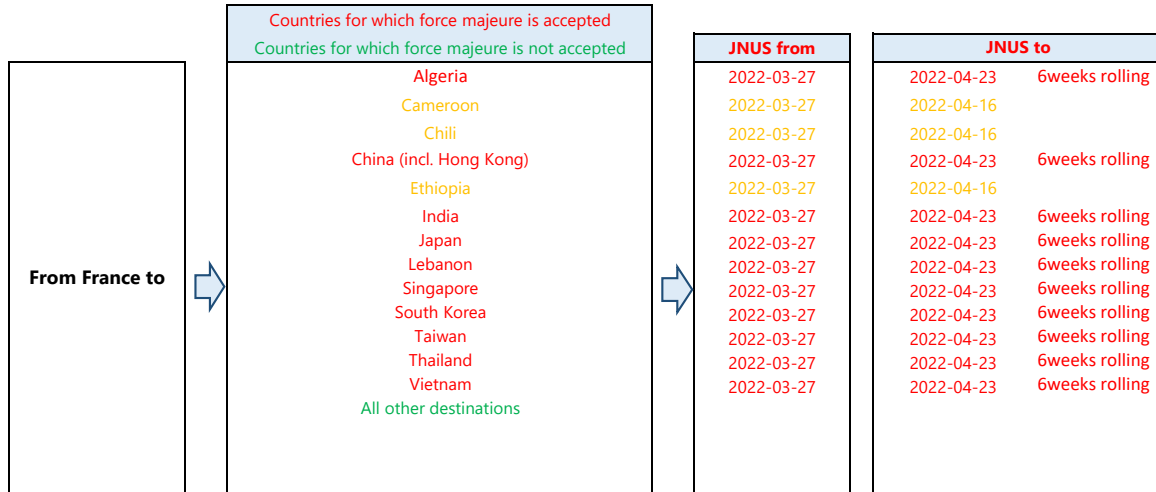 Countries for which force majeure is accepted
Countries for which force majeure is not accepted JNUS from JNUS to
Algeria 2022-03-27 2022-04-23 6weeks rolling
Cameroon 2022-03-27 2022-04-16
Chili 2022-03-27 2022-04-16
China (incl. Hong Kong) 2022-03-27 2022-04-23 6weeks rolling
Ethiopia 2022-03-27 2022-04-16
India 2022-03-27 2022-04-23 6weeks rolling
Japan 2022-03-27 2022-04-23 6weeks rolling
Lebanon 2022-03-27 2022-04-23 6weeks rolling
From France to
Singapore 2022-03-27 2022-04-23 6weeks rolling
South Korea 2022-03-27 2022-04-23 6weeks rolling
Taiwan 2022-03-27 2022-04-23 6weeks rolling
Thailand 2022-03-27 2022-04-23 6weeks rolling
Vietnam 2022-03-27 2022-04-23 6weeks rolling
All other destinations